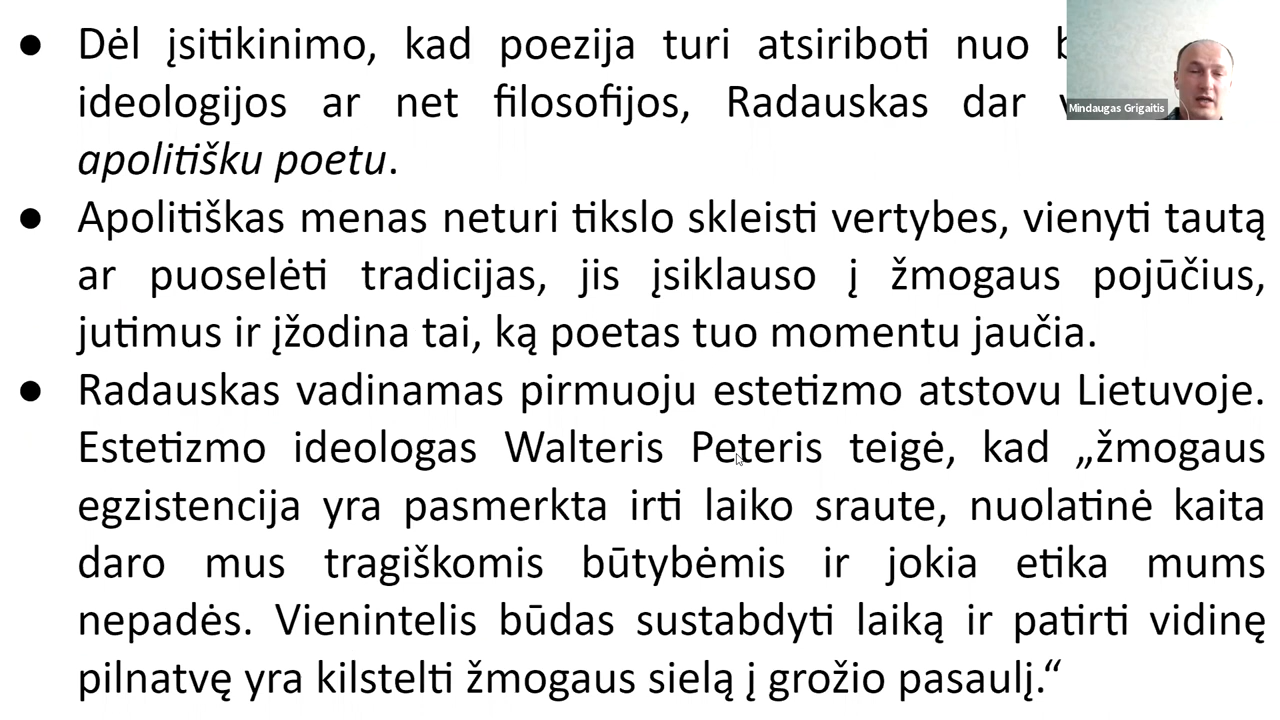 ● Dėl įsitikinimo, kad poezija turi atsiriboti nuo
ideologijos ar net filosofijos, Radauskas dar
apolitišku poetu.
● Apolitiškas menas neturi tikslo skleisti vertybes, vienyti tautą
ar puoselėti tradicijas, jis įsiklauso į žmogaus pojūčius,
jutimus ir įžodina tai, ką poetas tuo momentu jaučia.
● Radauskas vadinamas pirmuoju estetizmo atstovu Lietuvoje.
Estetizmo ideologas Walteris Peteris teigė, kad „žmogaus
egzistencija yra pasmerkta irti laiko sraute, nuolatinė kaita
daro mus tragiškomis būtybėmis ir jokia etika mums
nepadės. Vienintelis būdas sustabdyti laiką ir patirti vidinę
pilnatvę yra kilstelti žmogaus sielą į grožio pasaulį.“
Mindaugas Grigaitis